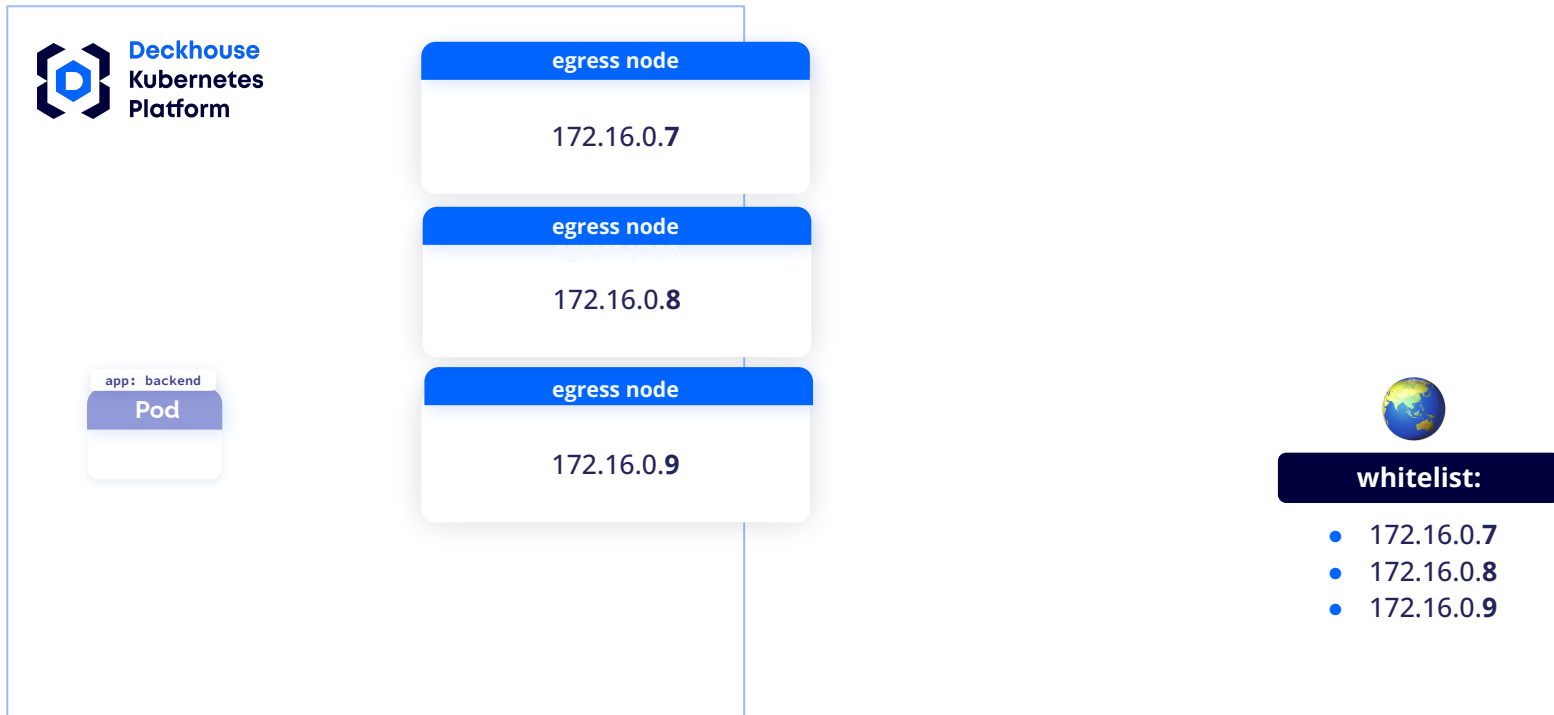 Deckhouse
Kubernetes
Platform
egress node
172.16.0.7
egress node
172.16.0.8
egress node
172.16.0.9
app: backend
Pod
whitelist:
● 172.16.0.7
● 172.16.0.8
● 172.16.0.9